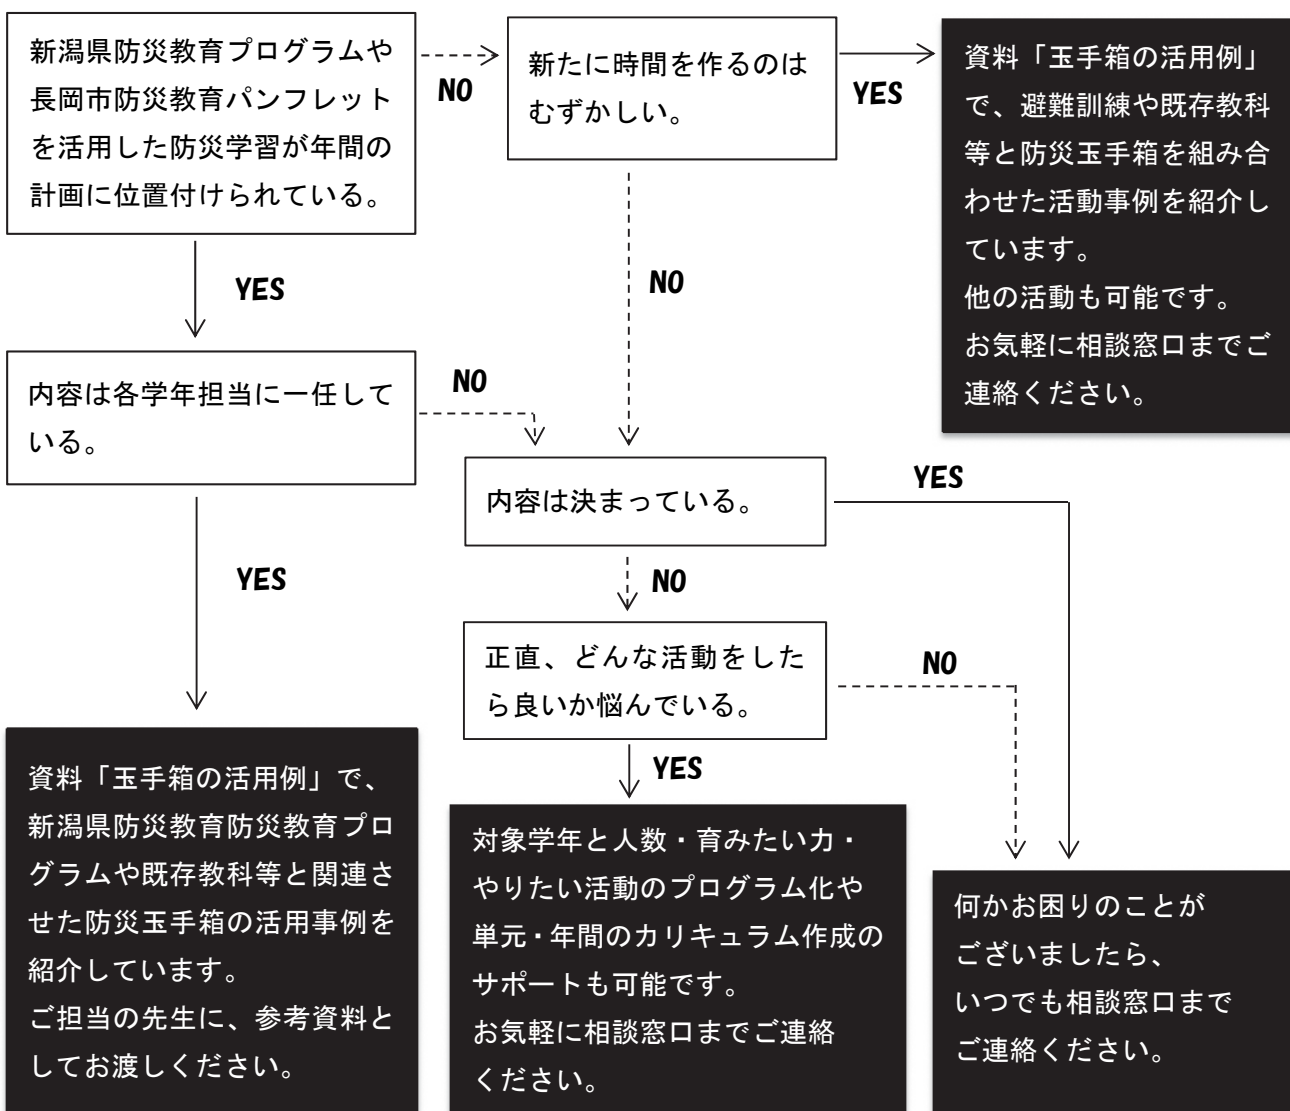 新潟県防災教育プログラムや
長岡市防災教育パンフレット
を活用した防災学習が年間の
計画に位置付けられている。
NO
新たに時間を作るのは
むずかしい。
YES
資料「玉手箱の活用例」
で、避難訓練や既存教科
等と防災玉手箱を組み合
わせた活動事例を紹介し
ています。
他の活動も可能です。
お気軽に相談窓口までご
連絡ください。
YES
NO
内容は各学年担当に一任して
いる。
NO
内容は決まっている。
YES
YES
NO
正直、どんな活動をした
ら良いか悩んでいる。
NO
YES
資料「玉手箱の活用例」で、
新潟県防災教育防災教育プロ
グラムや既存教科等と関連さ
せた防災玉手箱の活用事例を
紹介しています。
ご担当の先生に、参考資料と
してお渡しください。
対象学年と人数・育みたい力・
やりたい活動のプログラム化や
単元・年間のカリキュラム作成の
サポートも可能です。
お気軽に相談窓口までご連絡
ください。
何かお困りのことが
ございましたら、
いつでも相談窓口まで
ご連絡ください。